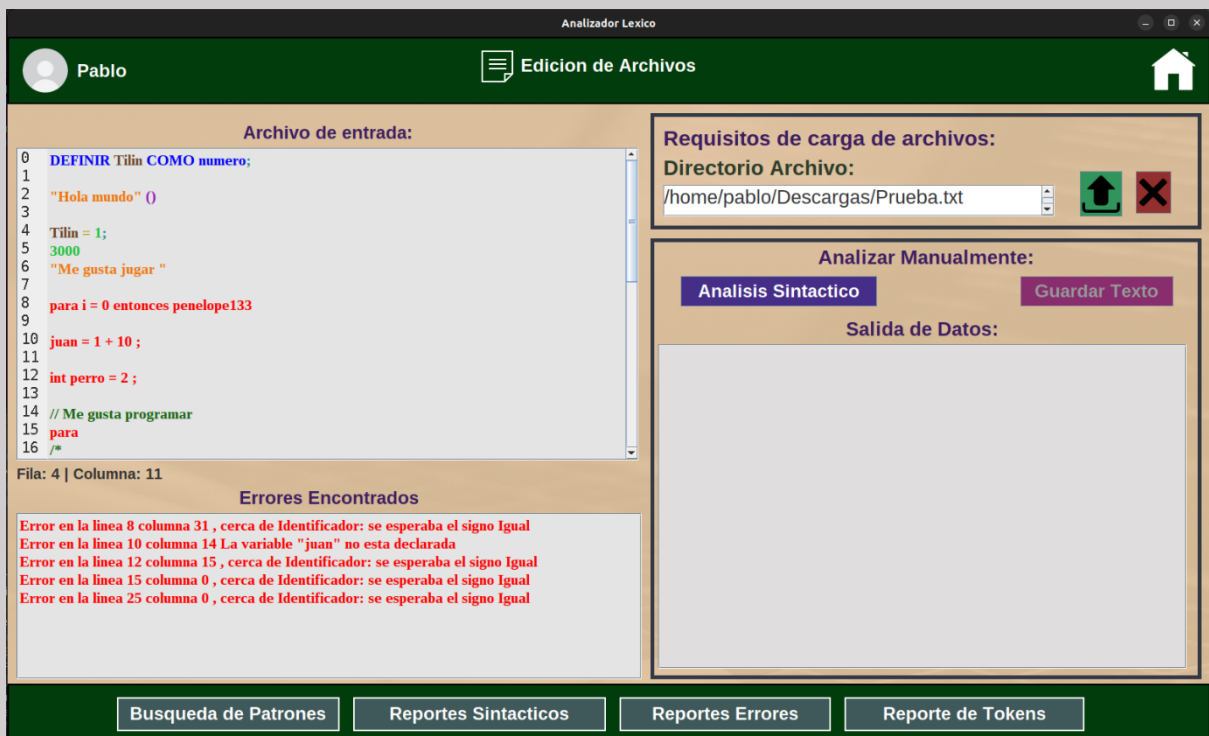 Analizador Lexico
Pablo
Edicion de Archivos
Archivo de entrada:
0 DEFINIR Tilin COMO numero;
1
2 "Hola mundo" ()
3
4 Tilin = 1;
5 3000
6 "Me gusta jugar "
7
8 para i = 0 entonces penelope133
9
10 juan = 1 + 10 ;
11
12 int perro = 2 ;
13
14 // Me gusta programar
15 para
16 /*
Fila: 4 | Columna: 11
Errores Encontrados
Error en la linea 8 columna 31 , cerca de Identificador: se esperaba el signo Igual
Error en la linea 10 columna 14 La variable "juan" no esta declarada
Error en la linea 12 columna 15 , cerca de Identificador: se esperaba el signo Igual
Error en la linea 15 columna 0 , cerca de Identificador: se esperaba el signo Igual
Error en la linea 25 columna 0 , cerca de Identificador: se esperaba el signo Igual
Requisitos de carga de archivos:
Directorio Archivo:
/home/pablo/Descargas/Prueba.txt
Analizar Manualmente:
Analisis Sintactico
Guardar Texto
Salida de Datos:
Busqueda de Patrones
Reportes Sintacticos
Reportes Errores
Reporte de Tokens